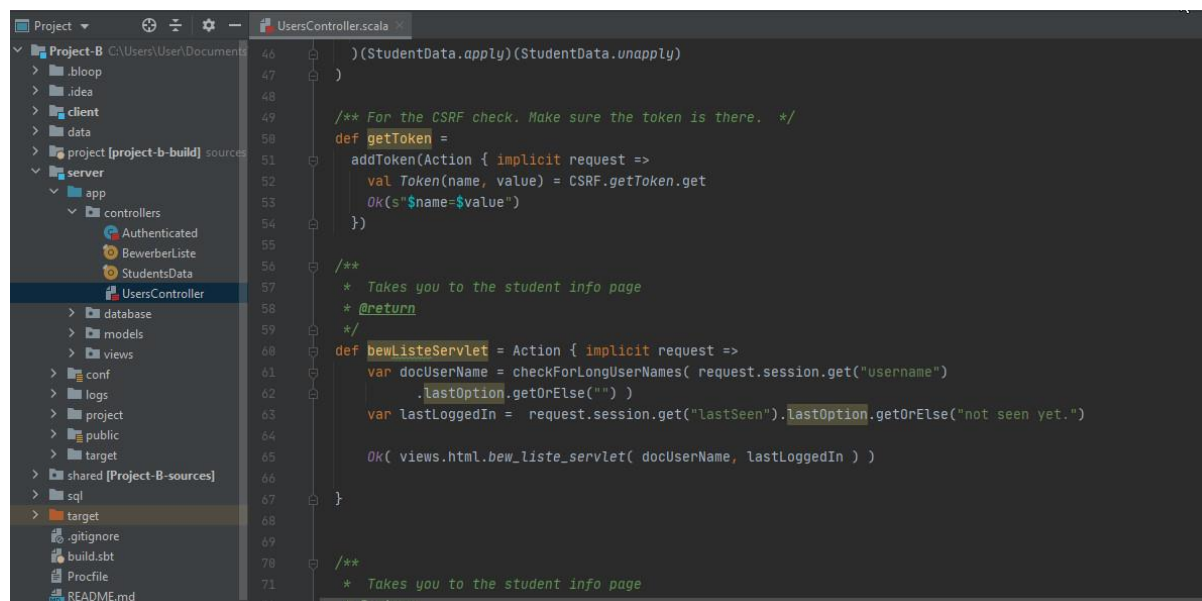 Project
UsersController.scala
Project-B C:\Users\User\Documents
.bloop
.idea
client
data
project [project-b-build] sources
server
app
controllers
Authenticated
BewerberListe
StudentsData
UsersController
database
models
views
conf
logs
project
public
target
shared [Project-B-sources]
sql
target
.gitignore
build.sbt
Procfile
README.md
46 )(StudentData.apply)(StudentData.unapply)
47 )
48
49 /** For the CSRF check. Make sure the token is there. */
50 def getToken =
51 addToken(Action { implicit request =>
52 val Token(name, value) = CSRF.getToken.get
53 Ok(s"$name=$value")
54 })
55
56 /**
57 * Takes you to the student info page
58 * @return
59 */
60 def bewListeServlet = Action { implicit request =>
61 var docUserName = checkForLongUserNames( request.session.get("username")
62 .lastOption.getOrElse("") )
63 var lastLoggedIn = request.session.get("lastSeen").lastOption.getOrElse("not seen yet.")
64
65 Ok( views.html.bew_liste_servlet( docUserName, lastLoggedIn ) )
66
67 }
68
69
70 /**
71 * Takes you to the student info page